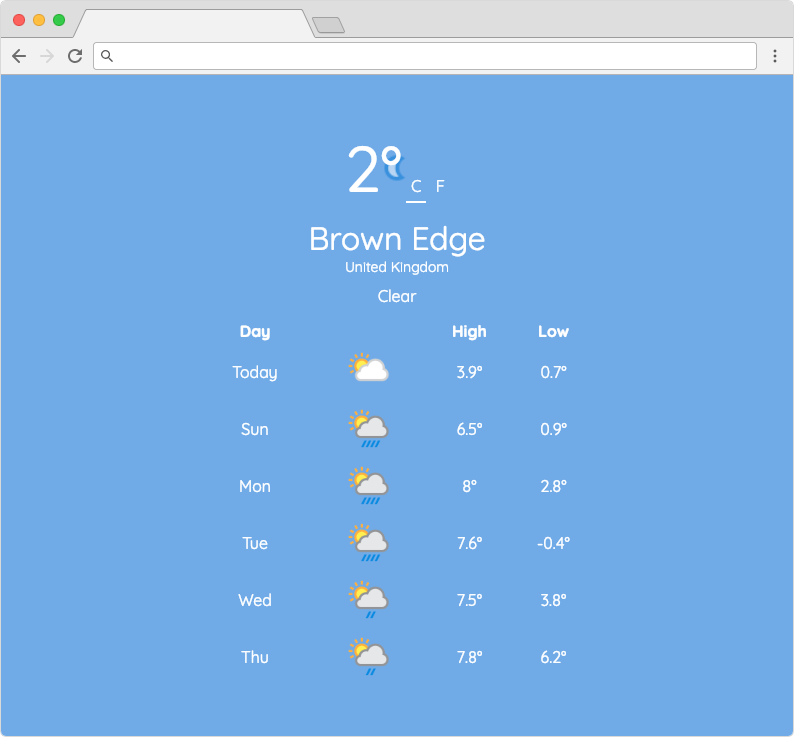 2° C F
Brown Edge
United Kingdom
Clear
Day High Low
Today 3.9° 0.7°
Sun 6.5° 0.9°
Mon 8° 2.8°
Tue 7.6° -0.4°
Wed 7.5° 3.8°
Thu 7.8° 6.2°